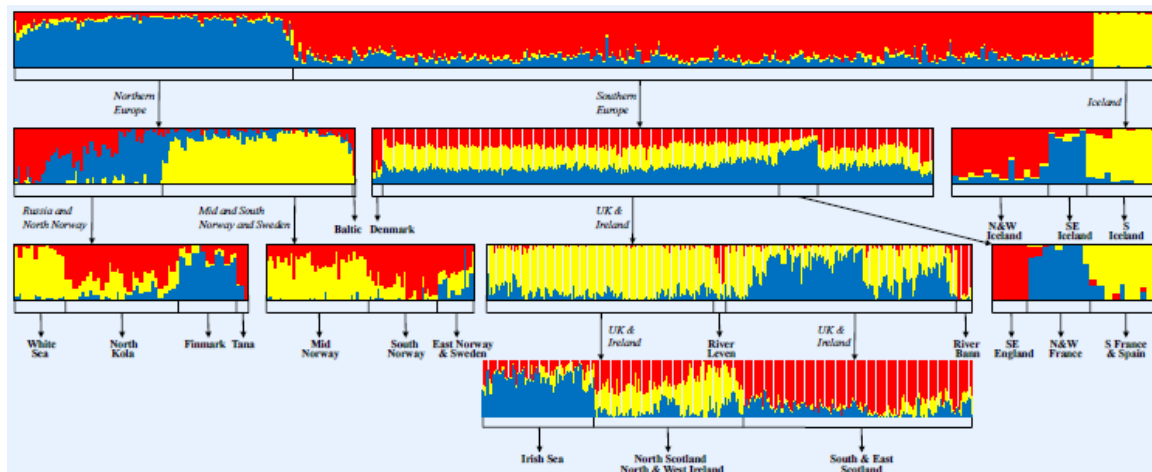 Northern
Europe
Southern
Europe
Iceland
Russia and
North Norway
Mid and South
Norway and Sweden
Baltic
Denmark
UK &
Ireland
N&W
Iceland
SE
Iceland
S
Iceland
White
Sea
North
Kola
Finmark
Tana
Mid
Norway
South
Norway
East Norway
& Sweden
UK &
Ireland
River
Leven
UK &
Ireland
River
Bann
SE
England
N&W
France
S France
& Spain
Irish Sea
North Scotland
North & West Ireland
South & East
Scotland